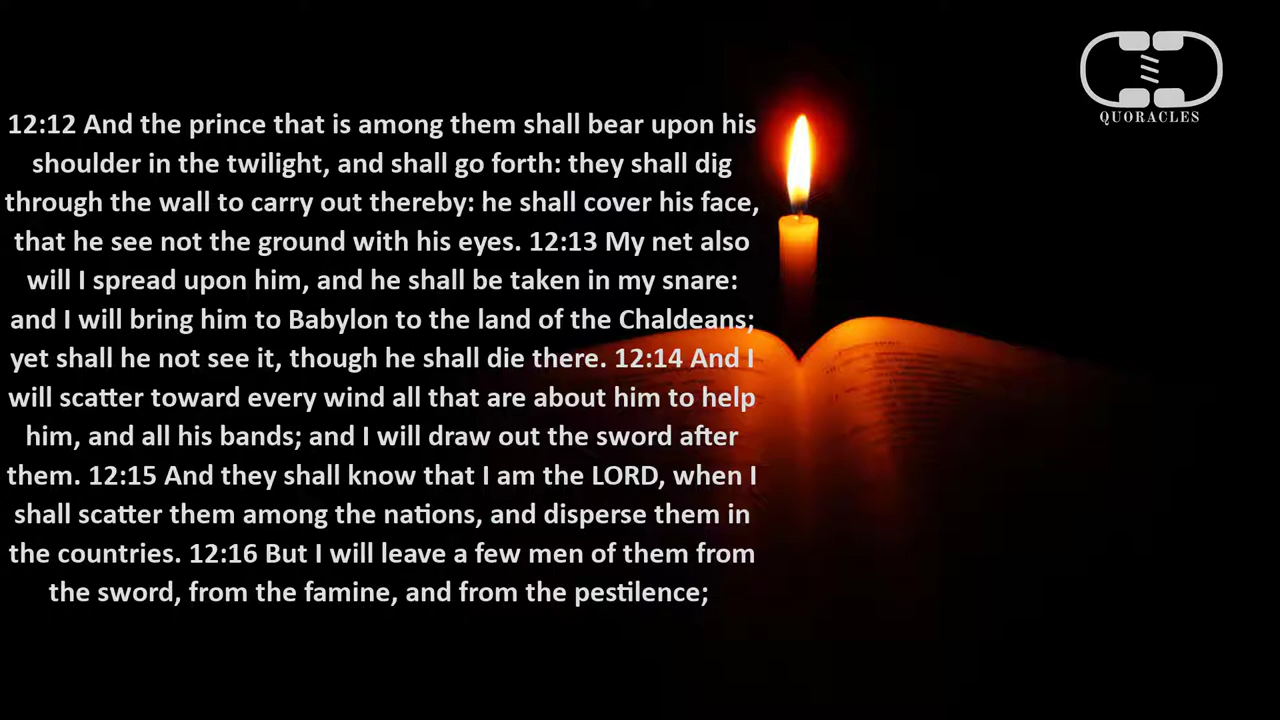 12:12 And the prince that is among them shall bear upon his
shoulder in the twilight, and shall go forth: they shall dig
through the wall to carry out thereby: he shall cover his face,
that he see not the ground with his eyes. 12:13 My net also
will I spread upon him, and he shall be taken in my snare:
and I will bring him to Babylon to the land of the Chaldeans;
yet shall he not see it, though he shall die there. 12:14 And I
will scatter toward every wind all that are about him to help
him, and all his bands; and I will draw out the sword after
them. 12:15 And they shall know that I am the LORD, when I
shall scatter them among the nations, and disperse them in
the countries. 12:16 But I will leave a few men of them from
the sword, from the famine, and from the pestilence;
QUORACLES